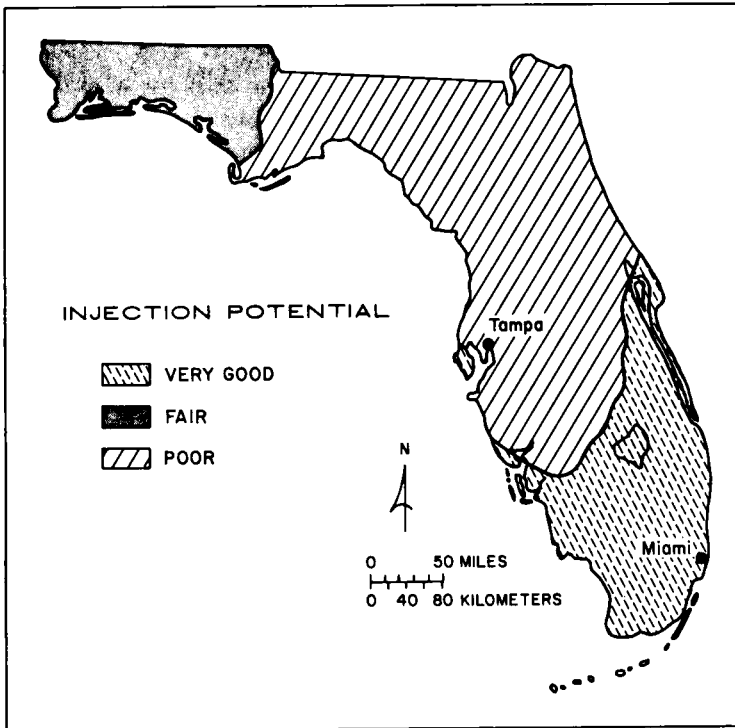 INJECTION POTENTIAL
VERY GOOD
FAIR
POOR
Tampa
Miami
N
0 50 MILES
0 40 80 KILOMETERS